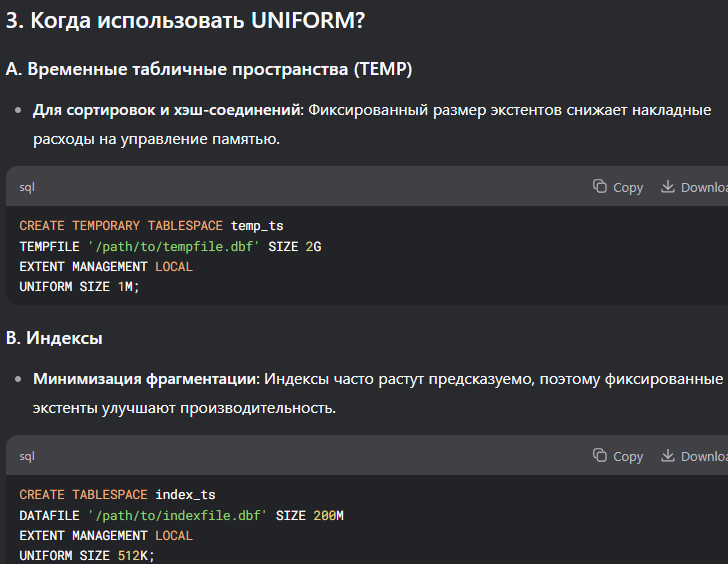 3. Когда использовать UNIFORM?
A. Временные табличные пространства (TEMP)
• Для сортировок и хэш-соединений: Фиксированный размер экстентов снижает накладные
расходы на управление памятью.
sql Copy Downloa
CREATE TEMPORARY TABLESPACE temp_ts
TEMPFILE '/path/to/tempfile.dbf' SIZE 2G
EXTENT MANAGEMENT LOCAL
UNIFORM SIZE 1M;
B. Индексы
• Минимизация фрагментации: Индексы часто растут предсказуемо, поэтому фиксированные
экстенты улучшают производительность.
sql Copy Downloa
CREATE TABLESPACE index_ts
DATAFILE '/path/to/indexfile.dbf' SIZE 200M
EXTENT MANAGEMENT LOCAL
UNIFORM SIZE 512K;